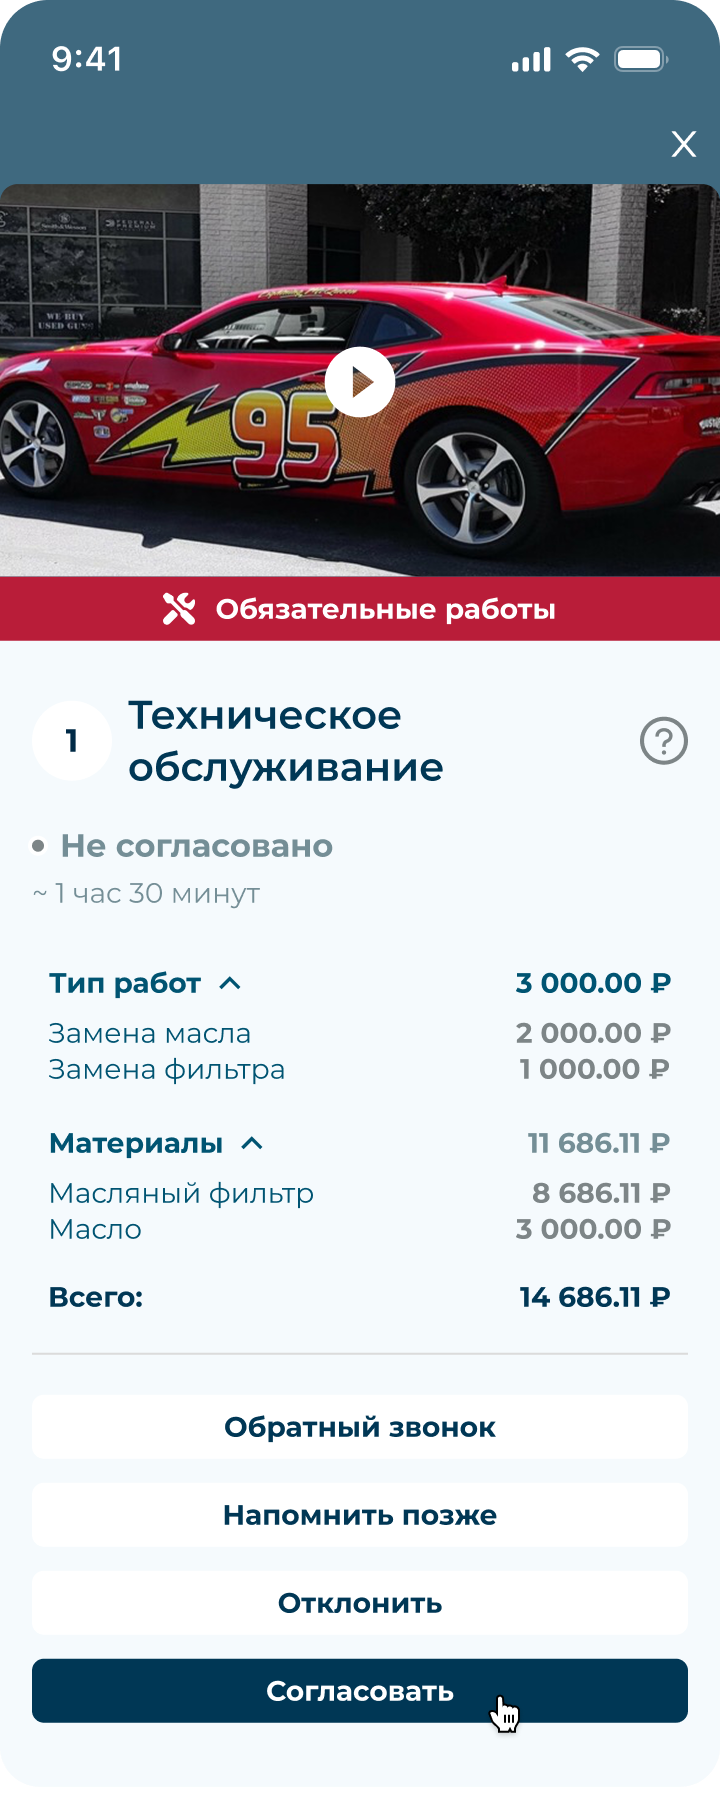 9:41
X
WE BUY
USED GUNS
95
Обязательные работы
1
Техническое
обслуживание
?
Не согласовано
~ 1 час 30 минут
Тип работ 3 000.00 ₽
Замена масла 2 000.00 ₽
Замена фильтра 1 000.00 ₽
Материалы 11 686.11 ₽
Масляный фильтр 8 686.11 ₽
Масло 3 000.00 ₽
Всего: 14 686.11 ₽
Обратный звонок
Напомнить позже
Отклонить
Согласовать